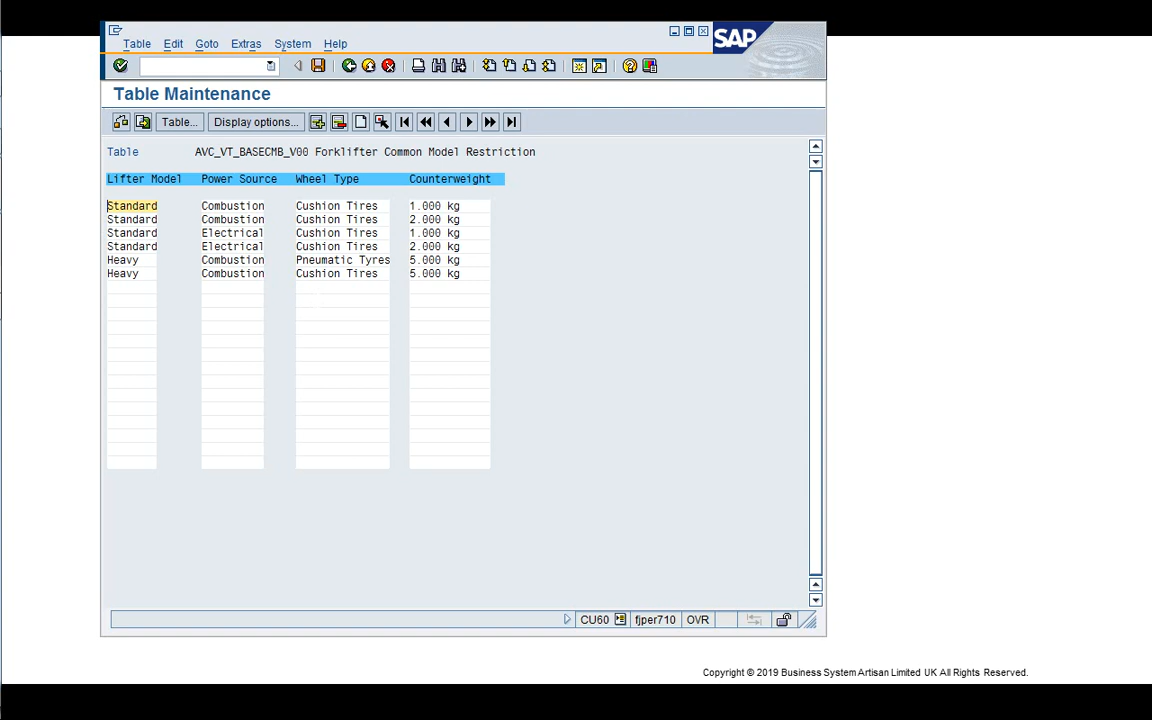 SAP
Table Edit Goto Extras System Help
Table Maintenance
Table... Display options...
Table AVC_VT_BASECMB_V00 Forklifter Common Model Restriction
Lifter Model Power Source Wheel Type Counterweight
Standard Combustion Cushion Tires 1.000 kg
Standard Combustion Cushion Tires 2.000 kg
Standard Electrical Cushion Tires 1.000 kg
Standard Electrical Cushion Tires 2.000 kg
Heavy Combustion Pneumatic Tyres 5.000 kg
Heavy Combustion Cushion Tires 5.000 kg
CU60 fjper710 OVR
Copyright © 2019 Business System Artisan Limited UK All Rights Reserved.